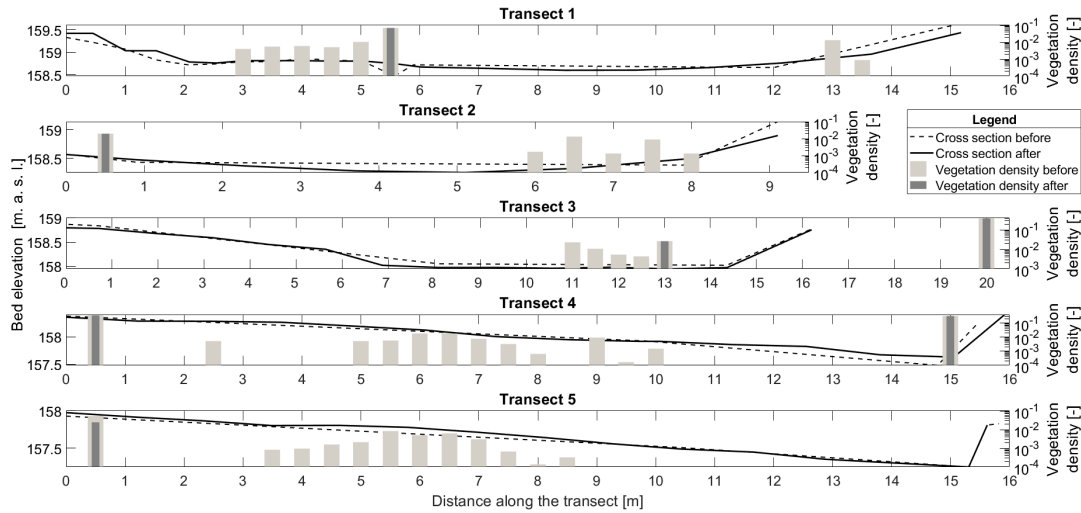 Transect 1
159.5
159
158.5
0 1 2 3 4 5 6 7 8 9 10 11 12 13 14 15 16
10-1
10-2
10-3
10-4
Vegetation
density [-]
Transect 2
159
158.5
0 1 2 3 4 5 6 7 8 9
10-1
10-2
10-3
10-4
Vegetation
density [-]
Legend
Cross section before
Cross section after
Vegetation density before
Vegetation density after
Bed elevation [m. a. s. l.]
Transect 3
159
158.5
158
0 1 2 3 4 5 6 7 8 9 10 11 12 13 14 15 16 17 18 19 20
10-1
10-2
10-3
Vegetation
density [-]
Transect 4
158
157.5
0 1 2 3 4 5 6 7 8 9 10 11 12 13 14 15 16
10-1
10-2
10-3
10-4
Vegetation
density [-]
Transect 5
158
157.5
0 1 2 3 4 5 6 7 8 9 10 11 12 13 14 15 16
10-1
10-2
10-3
10-4
Vegetation
density [-]
Distance along the transect [m]